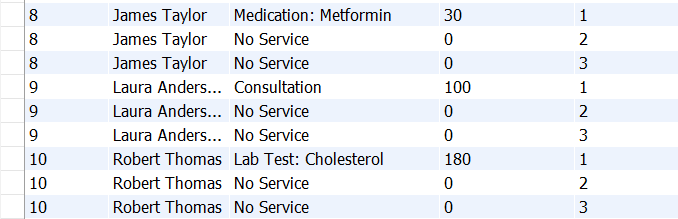 8 James Taylor Medication: Metformin 30 1
8 James Taylor No Service 0 2
8 James Taylor No Service 0 3
9 Laura Anders... Consultation 100 1
9 Laura Anders... No Service 0 2
9 Laura Anders... No Service 0 3
10 Robert Thomas Lab Test: Cholesterol 180 1
10 Robert Thomas No Service 0 2
10 Robert Thomas No Service 0 3